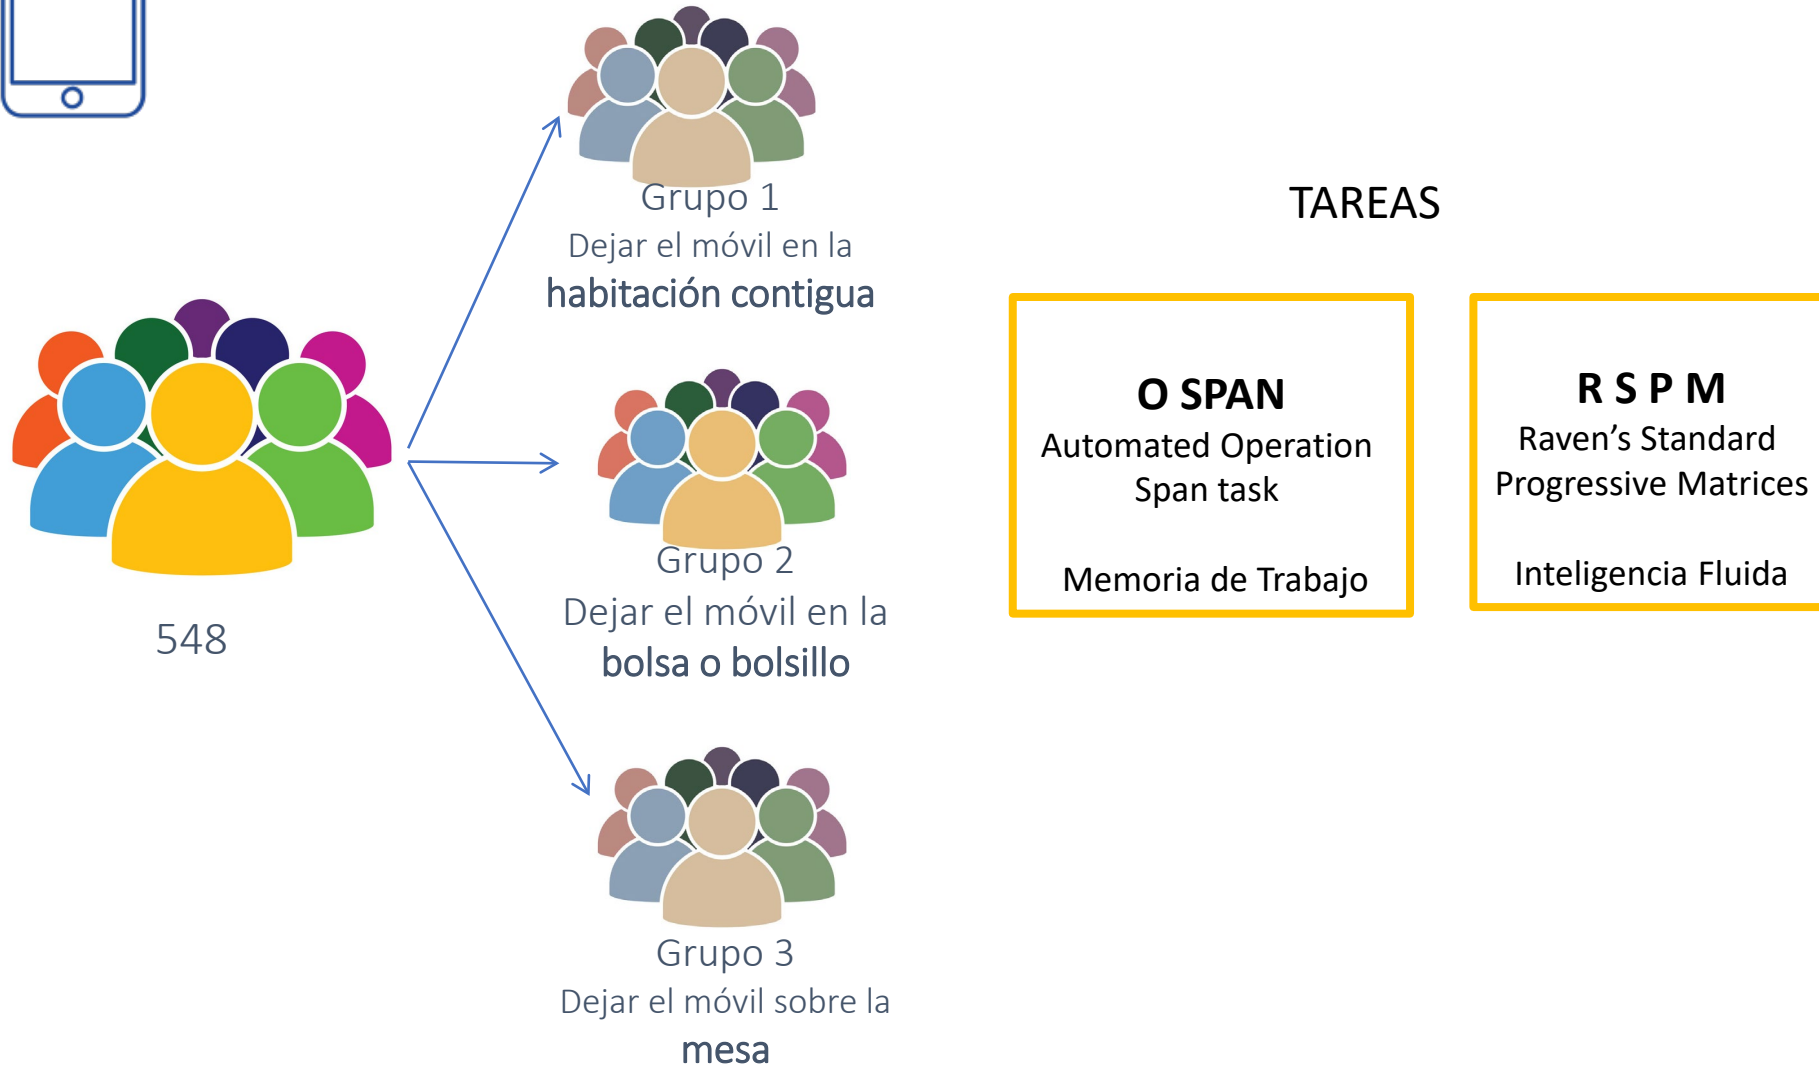 Grupo 1
Dejar el móvil en la
habitación contigua
548
Grupo 2
Dejar el móvil en la
bolsa o bolsillo
Grupo 3
Dejar el móvil sobre la
mesa
TAREAS
O SPAN
Automated Operation
Span task
Memoria de Trabajo
R S P M
Raven’s Standard
Progressive Matrices
Inteligencia Fluida